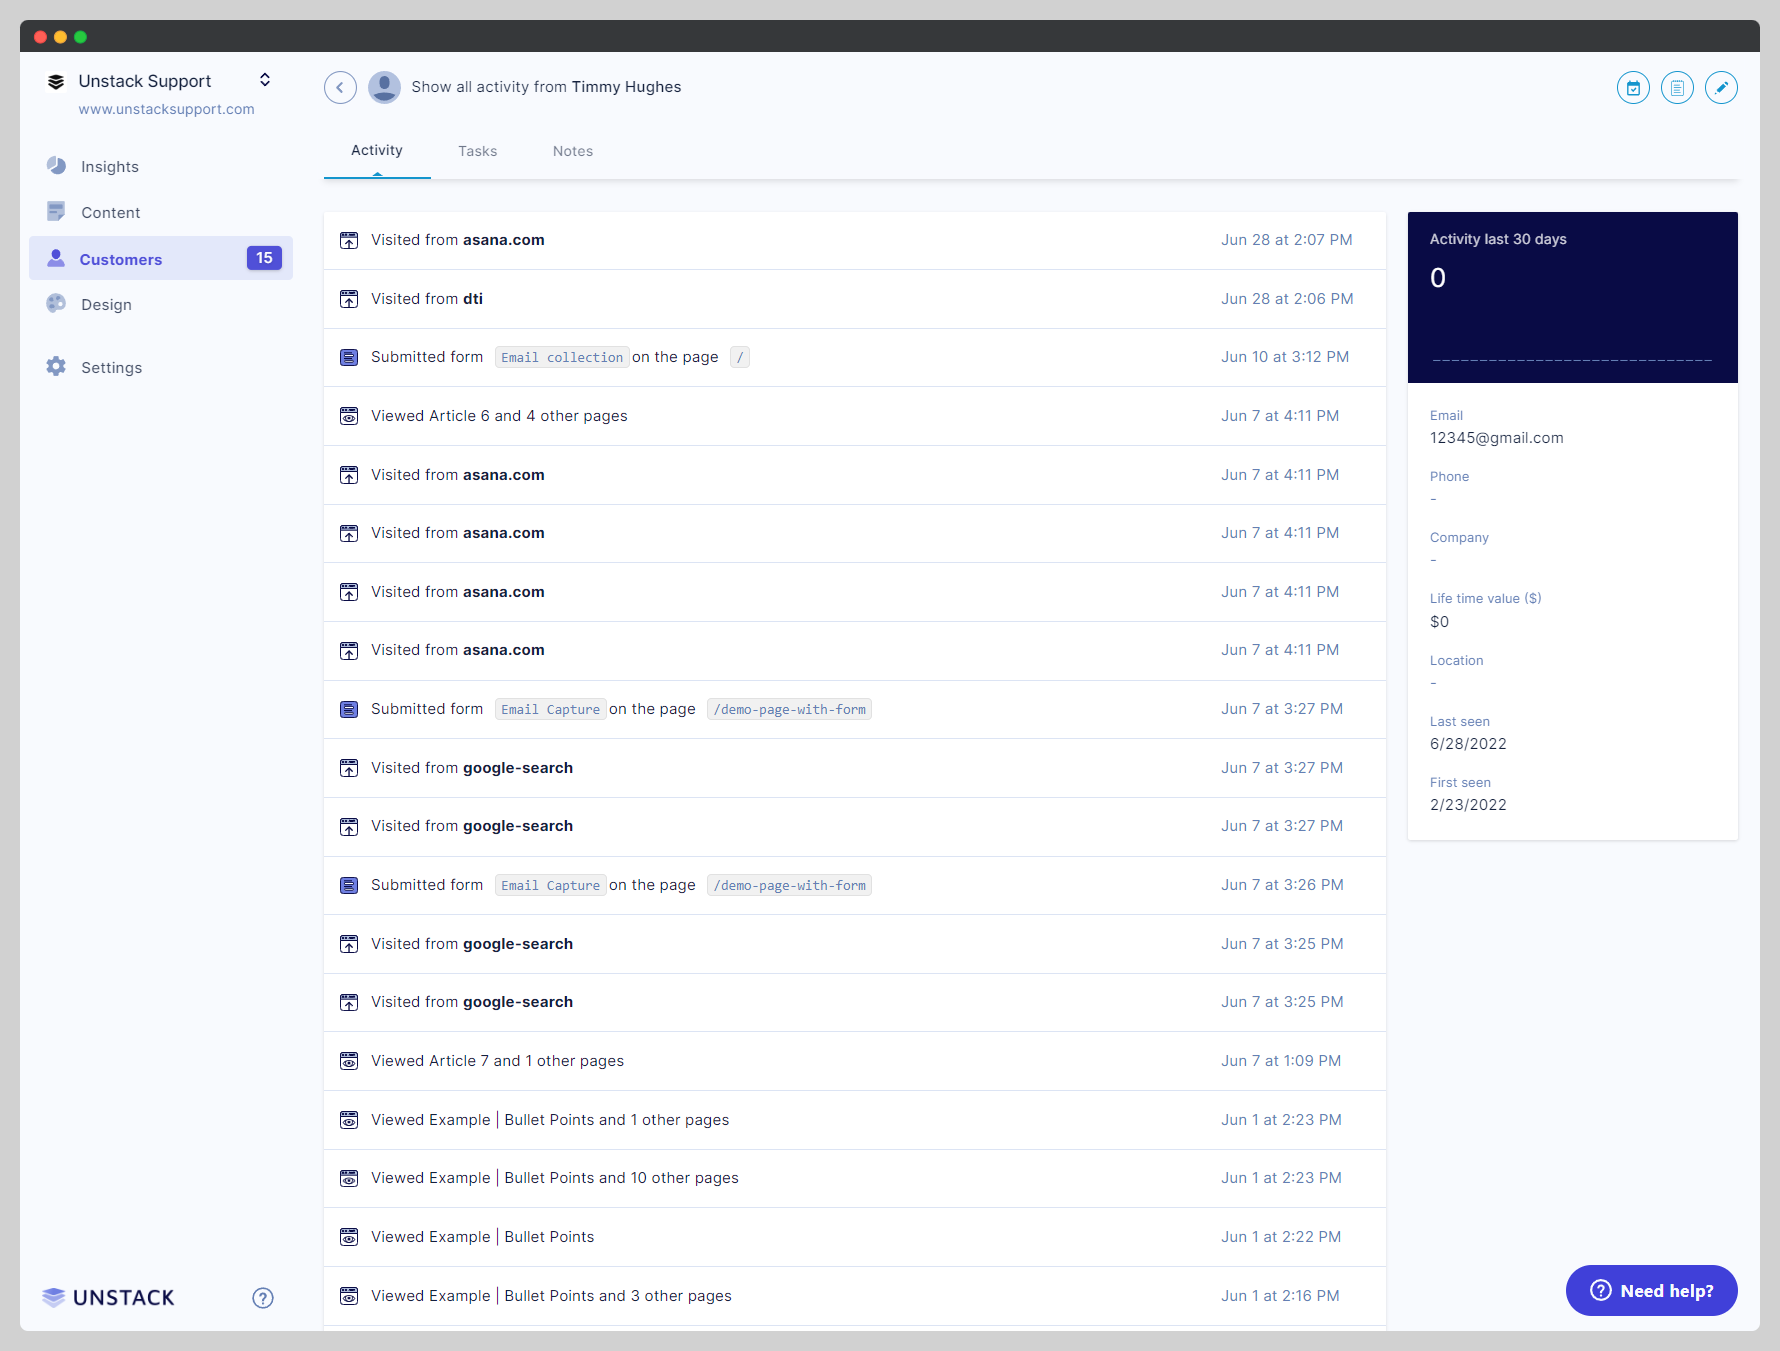 Unstack Support
www.unstacksupport.com
Insights
Content
Customers 15
Design
Settings
UNSTACK
Show all activity from Timmy Hughes
Activity Tasks Notes
Visited from asana.com Jun 28 at 2:07 PM
Visited from dti Jun 28 at 2:06 PM
Submitted form Email collection on the page / Jun 10 at 3:12 PM
Viewed Article 6 and 4 other pages Jun 7 at 4:11 PM
Visited from asana.com Jun 7 at 4:11 PM
Visited from asana.com Jun 7 at 4:11 PM
Visited from asana.com Jun 7 at 4:11 PM
Visited from asana.com Jun 7 at 4:11 PM
Submitted form Email Capture on the page /demo-page-with-form Jun 7 at 3:27 PM
Visited from google-search Jun 7 at 3:27 PM
Visited from google-search Jun 7 at 3:27 PM
Submitted form Email Capture on the page /demo-page-with-form Jun 7 at 3:26 PM
Visited from google-search Jun 7 at 3:25 PM
Visited from google-search Jun 7 at 3:25 PM
Viewed Article 7 and 1 other pages Jun 7 at 1:09 PM
Viewed Example | Bullet Points and 1 other pages Jun 1 at 2:23 PM
Viewed Example | Bullet Points and 10 other pages Jun 1 at 2:23 PM
Viewed Example | Bullet Points Jun 1 at 2:22 PM
Viewed Example | Bullet Points and 3 other pages Jun 1 at 2:16 PM
Activity last 30 days
0
Email
12345@gmail.com
Phone
-
Company
-
Life time value ($)
$0
Location
-
Last seen
6/28/2022
First seen
2/23/2022
Need help?